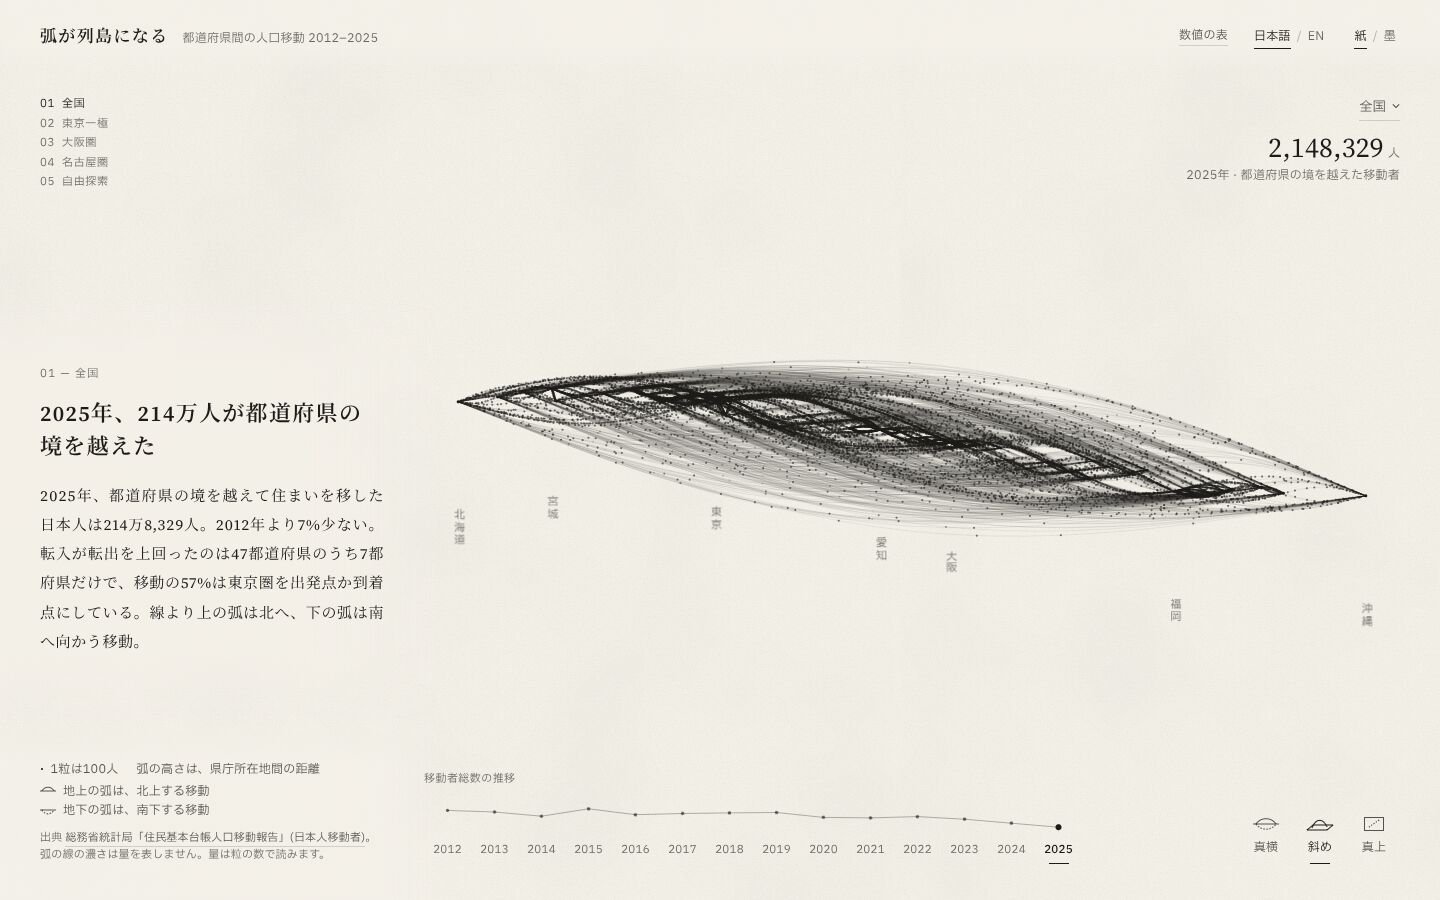 弧が列島になる
都道府県間の人口移動 2012–2025
数値の表
日本語 / EN
紙 / 墨
01 全国
02 東京一極
03 大阪圏
04 名古屋圏
05 自由探索
全国
2,148,329 人
2025年 · 都道府県の境を越えた移動者
01 — 全国
2025年、214万人が都道府県の
境を越えた
2025年、都道府県の境を越えて住まいを移した
日本人は214万8,329人。2012年より7%少ない。
転入が転出を上回ったのは47都道府県のうち7都
府県だけで、移動の57%は東京圏を出発点か到着
点にしている。線より上の弧は北へ、下の弧は南
へ向かう移動。
北海道
宮城
東京
愛知
大阪
福岡
沖縄
· 1粒は100人 弧の高さは、県庁所在地間の距離
地上の弧は、北上する移動
地下の弧は、南下する移動
出典 総務省統計局「住民基本台帳人口移動報告」(日本人移動者)。
弧の線の濃さは量を表しません。量は粒の数で読みます。
移動者総数の推移
2012 2013 2014 2015 2016 2017 2018 2019 2020 2021 2022 2023 2024 2025
真横 斜め 真上